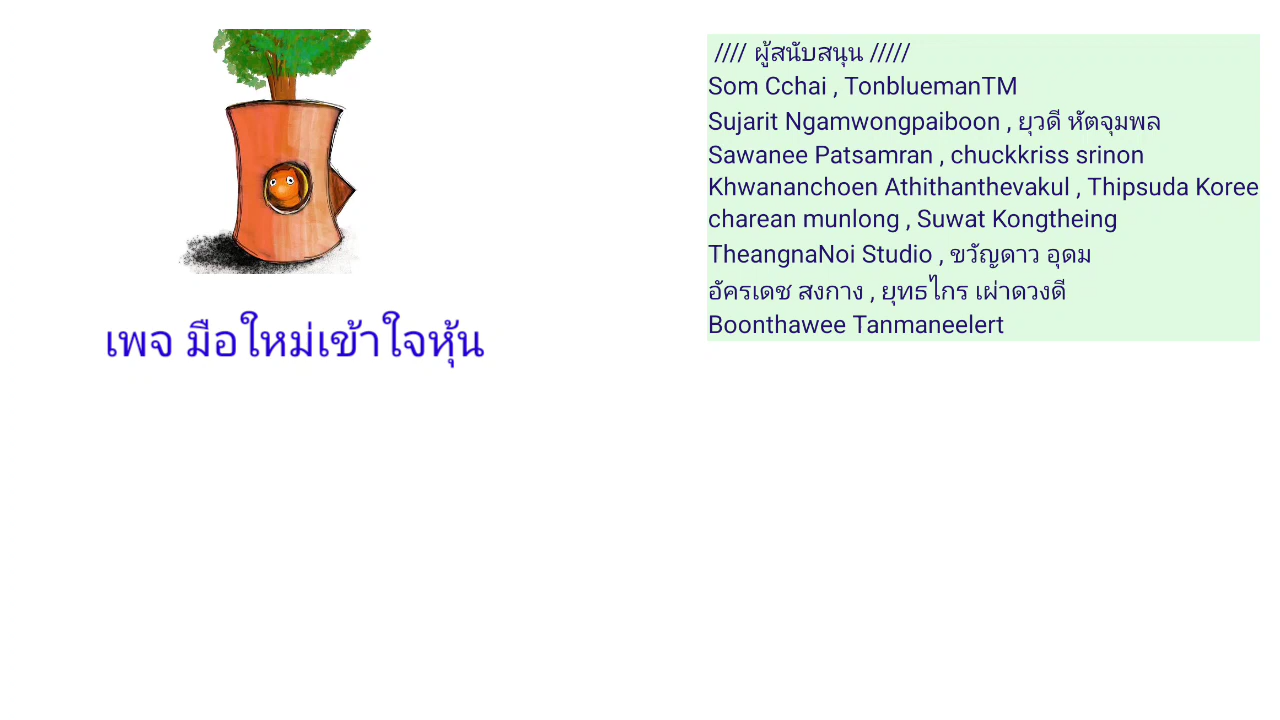 เพจ มือใหม่เข้าใจหุ้น
//// ผู้สนับสนุน /////
Som Cchai , TonbluemanTM
Sujarit Ngamwongpaiboon , ยุวดี หัตจุมพล
Sawanee Patsamran , chuckkriss srinon
Khwananchoen Athithanthevakul , Thipsuda Koree
charean munlong , Suwat Kongtheing
TheangnaNoi Studio , ขวัญดาว อุดม
อัครเดช สงกาง , ยุทธไกร เผ่าดวงดี
Boonthawee Tanmaneelert